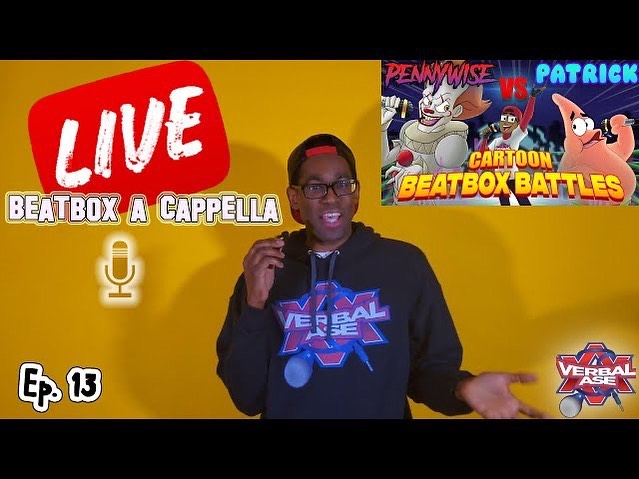 LIVE
BEATBOX A CAPPELLA
PENNYWISE VS PATRICK
CARTOON
BEATBOX BATTLES
VERBAL
ASE
Ep. 13
VERBAL
ASE